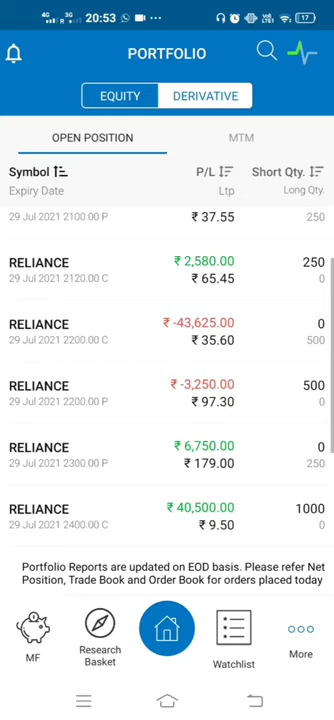 4G R 3G 20:53 Vo) LTE1 17
PORTFOLIO
EQUITY DERIVATIVE
OPEN POSITION MTM
Symbol P/L Short Qty.
Expiry Date Ltp Long Qty.
29 Jul 2021 2100.00 P ₹ 37.55 250
RELIANCE ₹ 2,580.00 250
29 Jul 2021 2120.00 C ₹ 65.45 0
RELIANCE ₹ -43,625.00 0
29 Jul 2021 2200.00 C ₹ 35.60 500
RELIANCE ₹ -3,250.00 500
29 Jul 2021 2200.00 P ₹ 97.30 0
RELIANCE ₹ 6,750.00 0
29 Jul 2021 2300.00 P ₹ 179.00 250
RELIANCE ₹ 40,500.00 1000
29 Jul 2021 2400.00 C ₹ 9.50 0
Portfolio Reports are updated on EOD basis. Please refer Net
Position, Trade Book and Order Book for orders placed today
MF Research Basket Watchlist More